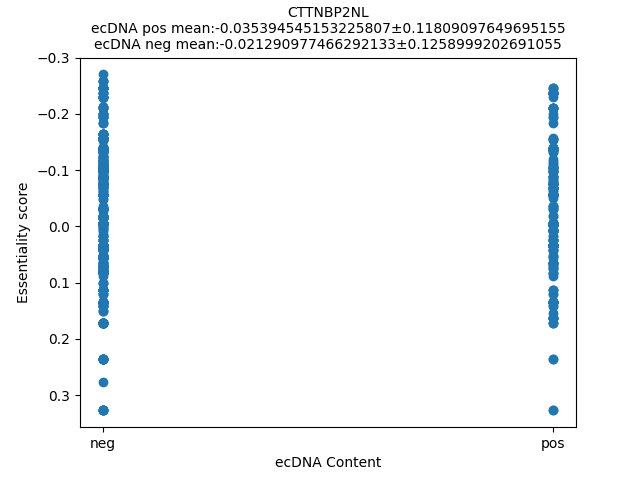 CTTNBP2NL
ecDNA pos mean:-0.035394545153225807±0.11809097649695155
ecDNA neg mean:-0.021290977466292133±0.1258999202691055
−0.3
−0.2
−0.1
0.0
0.1
0.2
0.3
Essentiality score
neg
pos
ecDNA Content